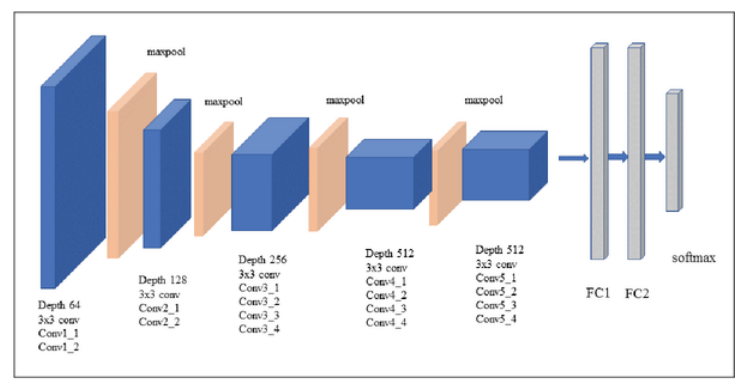 maxpool
maxpool
maxpool
maxpool
Depth 64
3x3 conv
Conv1_1
Conv1_2
Depth 128
3x3 conv
Conv2_1
Conv2_2
Depth 256
3x3 conv
Conv3_1
Conv3_2
Conv3_3
Conv3_4
Depth 512
3x3 conv
Conv4_1
Conv4_2
Conv4_3
Conv4_4
Depth 512
3x3 conv
Conv5_1
Conv5_2
Conv5_3
Conv5_4
FC1
FC2
softmax